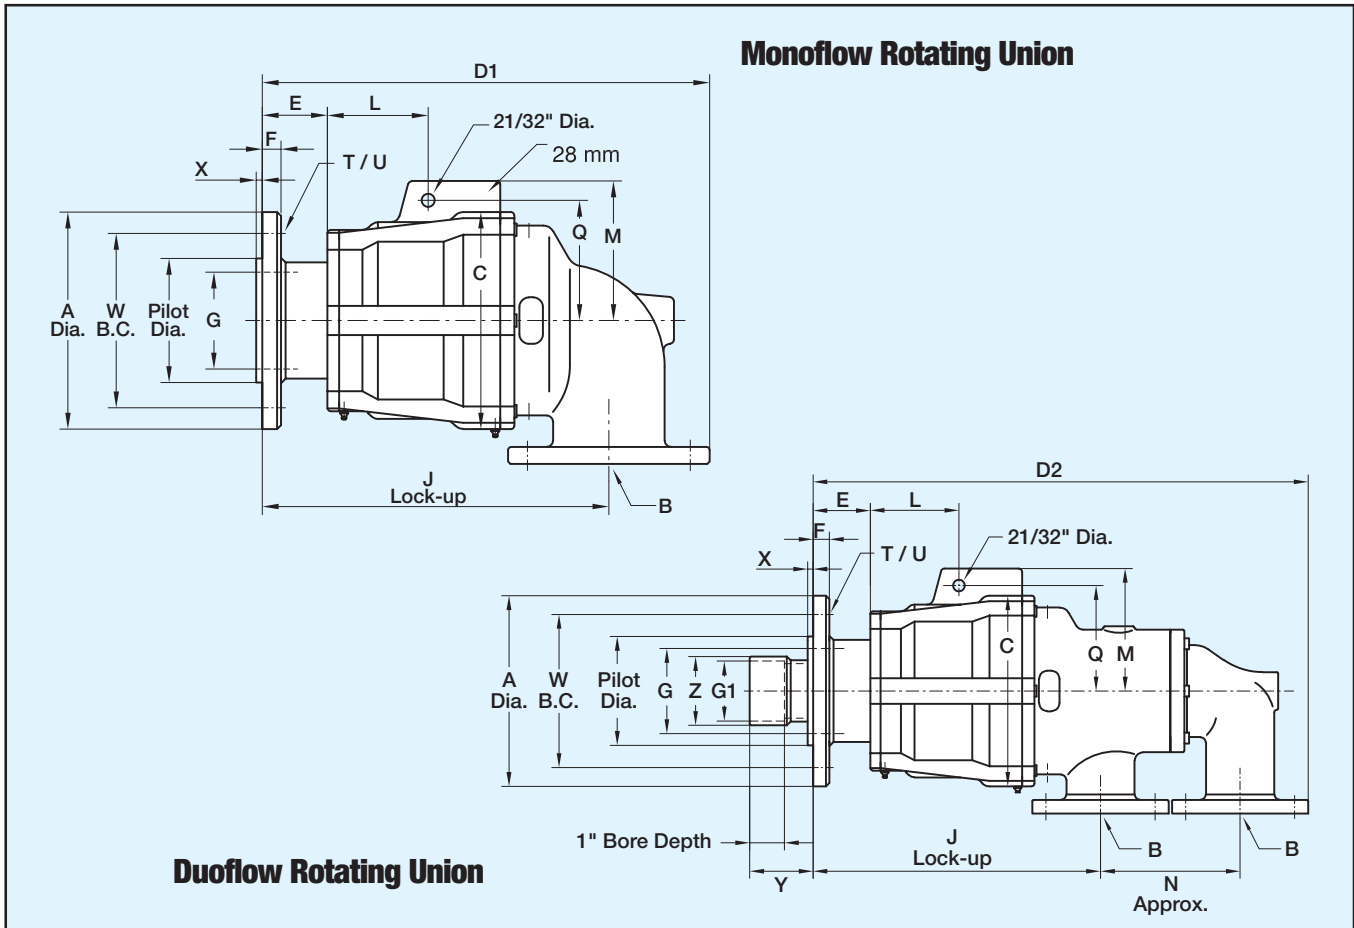 Monoflow Rotating Union
D1
E
L
21/32" Dia.
F
T / U
28 mm
X
Q
M
C
A
Dia.
W
B.C.
Pilot
Dia.
G
J
Lock-up
B
D2
E
L
21/32" Dia.
F
T / U
X
C
Q
M
A
Dia.
W
B.C.
Pilot
Dia.
G
Z
G1
1" Bore Depth
J
Lock-up
B
B
Y
N
Approx.
Duoflow Rotating Union